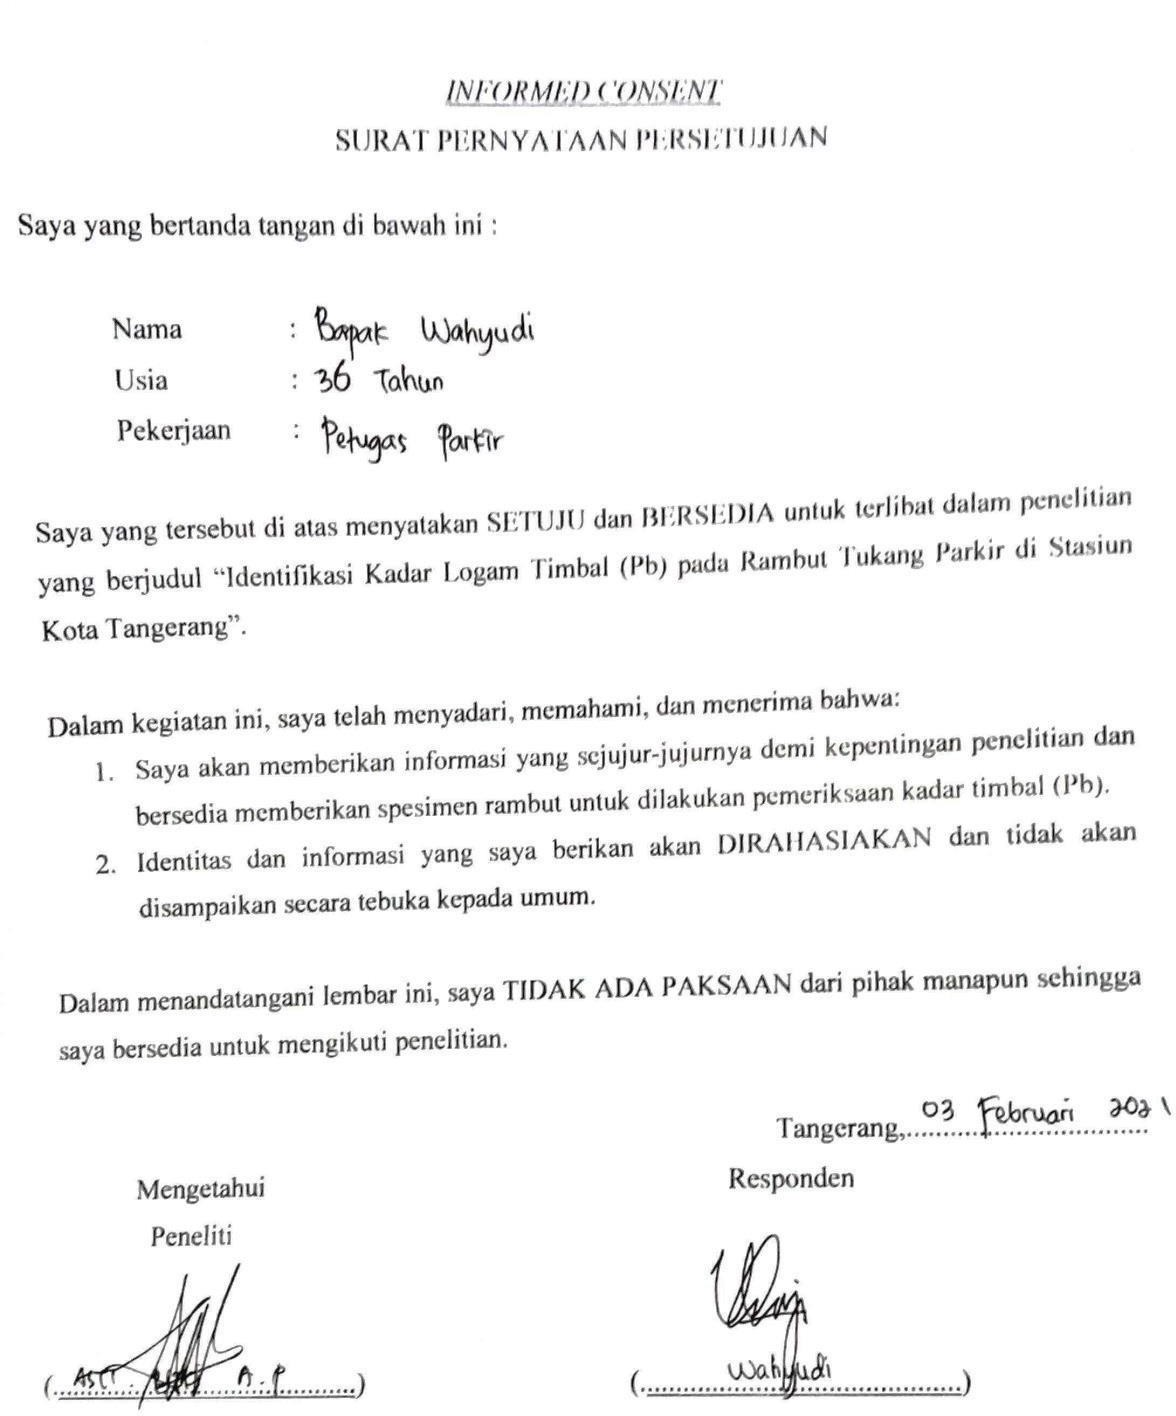 INFORMED CONSENT
SURAT PERNYATAAN PERSETUJUAN
Saya yang bertanda tangan di bawah ini :
Nama : Bapak Wahyudi
Usia : 36 Tahun
Pekerjaan : Petugas Parkir
Saya yang tersebut di atas menyatakan SETUJU dan BERSEDIA untuk terlibat dalam penelitian
yang berjudul “Identifikasi Kadar Logam Timbal (Pb) pada Rambut Tukang Parkir di Stasiun
Kota Tangerang”.
Dalam kegiatan ini, saya telah menyadari, memahami, dan menerima bahwa:
1. Saya akan memberikan informasi yang sejujur-jujurnya demi kepentingan penelitian dan
bersedia memberikan spesimen rambut untuk dilakukan pemeriksaan kadar timbal (Pb).
2. Identitas dan informasi yang saya berikan akan DIRAHASIAKAN dan tidak akan
disampaikan secara tebuka kepada umum.
Dalam menandatangani lembar ini, saya TIDAK ADA PAKSAAN dari pihak manapun sehingga
saya bersedia untuk mengikuti penelitian.
Tangerang, 03 Februari 2021
Mengetahui
Peneliti
Responden
(A.P)
(Wahyudi)